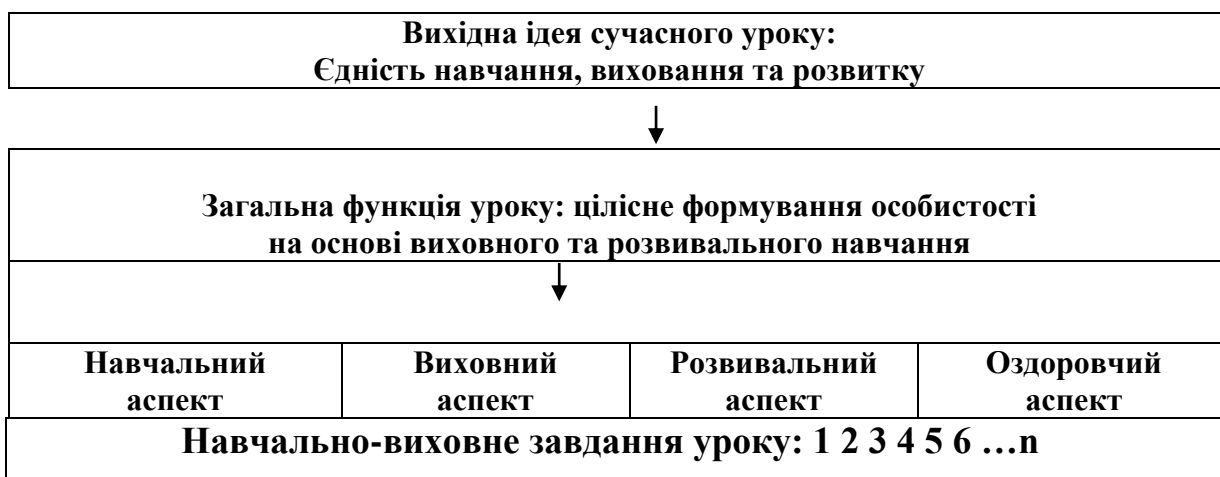 Вихідна ідея сучасного уроку:
Єдність навчання, виховання та розвитку
Загальна функція уроку: цілісне формування особистості
на основі виховного та розвивального навчання
Навчальний аспект
Виховний аспект
Розвивальний аспект
Оздоровчий аспект
Навчально-виховне завдання уроку: 1 2 3 4 5 6 …n